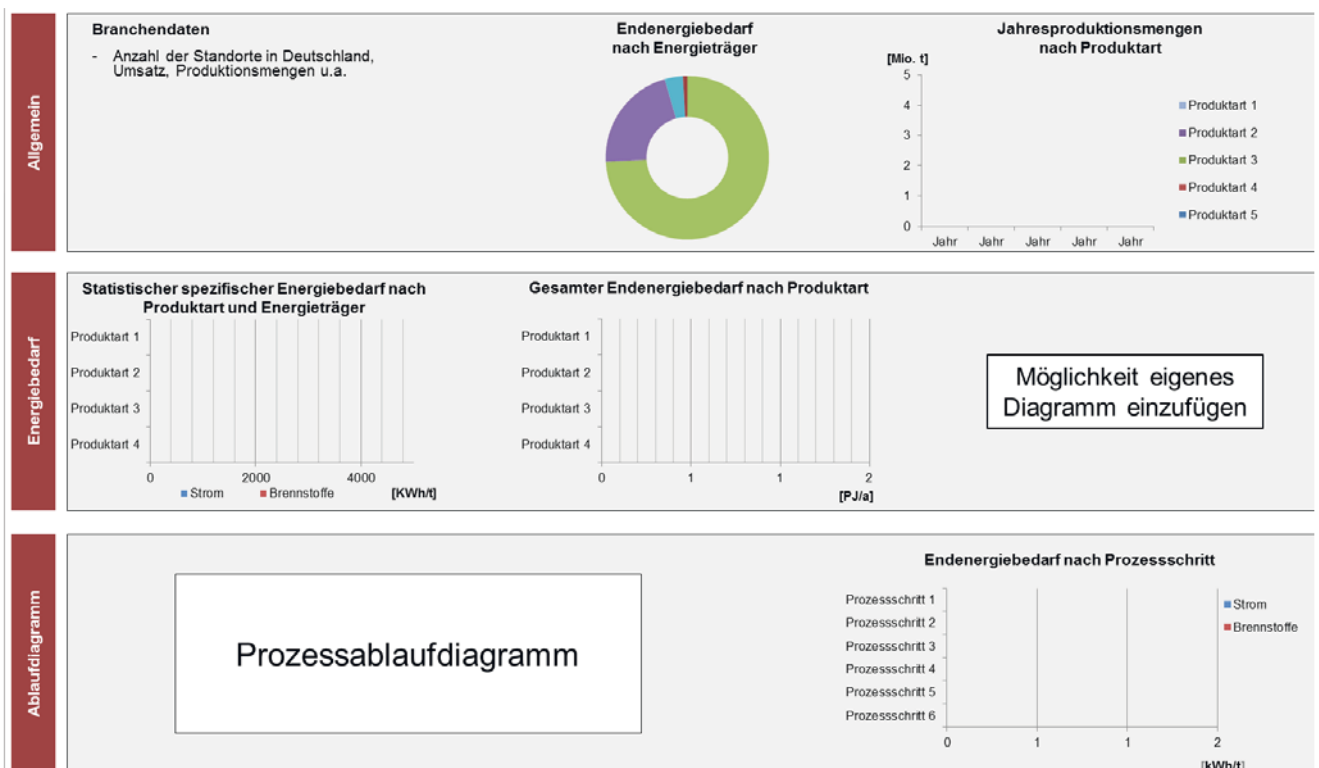 Allgemein
Branchendaten
- Anzahl der Standorte in Deutschland,
Umsatz, Produktionsmengen u.a.
Endenergiebedarf
nach Energieträger
Jahresproduktionsmengen
nach Produktart
[Mio. t]
5
4
3
2
1
0
Jahr Jahr Jahr Jahr Jahr
Produktart 1
Produktart 2
Produktart 3
Produktart 4
Produktart 5
Energiebedarf
Statistischer spezifischer Energiebedarf nach
Produktart und Energieträger
Produktart 1
Produktart 2
Produktart 3
Produktart 4
0 2000 4000
Strom Brennstoffe [KWh/t]
Gesamter Endenergiebedarf nach Produktart
Produktart 1
Produktart 2
Produktart 3
Produktart 4
0 1 1 2
[PJ/a]
Möglichkeit eigenes
Diagramm einzufügen
Ablaufdiagramm
Prozessablaufdiagramm
Endenergiebedarf nach Prozessschritt
Prozessschritt 1
Prozessschritt 2
Prozessschritt 3
Prozessschritt 4
Prozessschritt 5
Prozessschritt 6
0 1 1 2
[kWh/t]
Strom
Brennstoffe